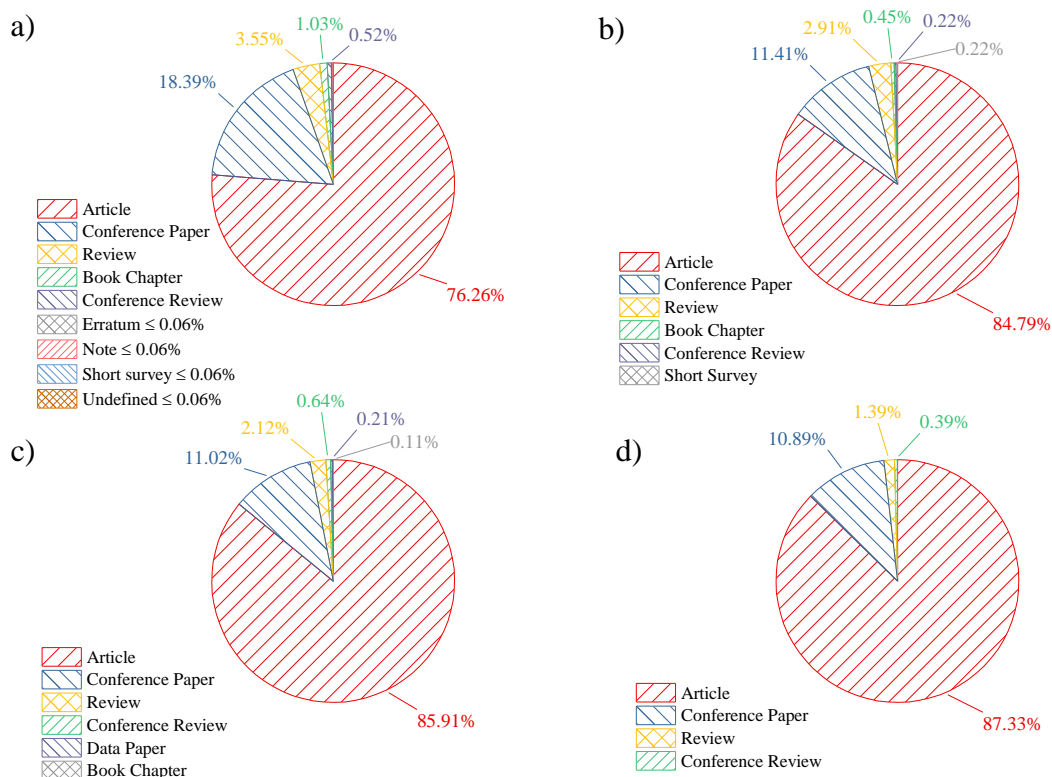 a)
1.03%
0.52%
3.55%
18.39%
Article
Conference Paper
Review
Book Chapter
Conference Review
Erratum ≤ 0.06%
Note ≤ 0.06%
Short survey ≤ 0.06%
Undefined ≤ 0.06%
76.26%
b)
0.45%
0.22%
2.91%
0.22%
11.41%
Article
Conference Paper
Review
Book Chapter
Conference Review
Short Survey
84.79%
c)
0.64%
0.21%
2.12%
0.11%
11.02%
Article
Conference Paper
Review
Conference Review
Data Paper
Book Chapter
85.91%
d)
1.39%
0.39%
10.89%
Article
Conference Paper
Review
Conference Review
87.33%